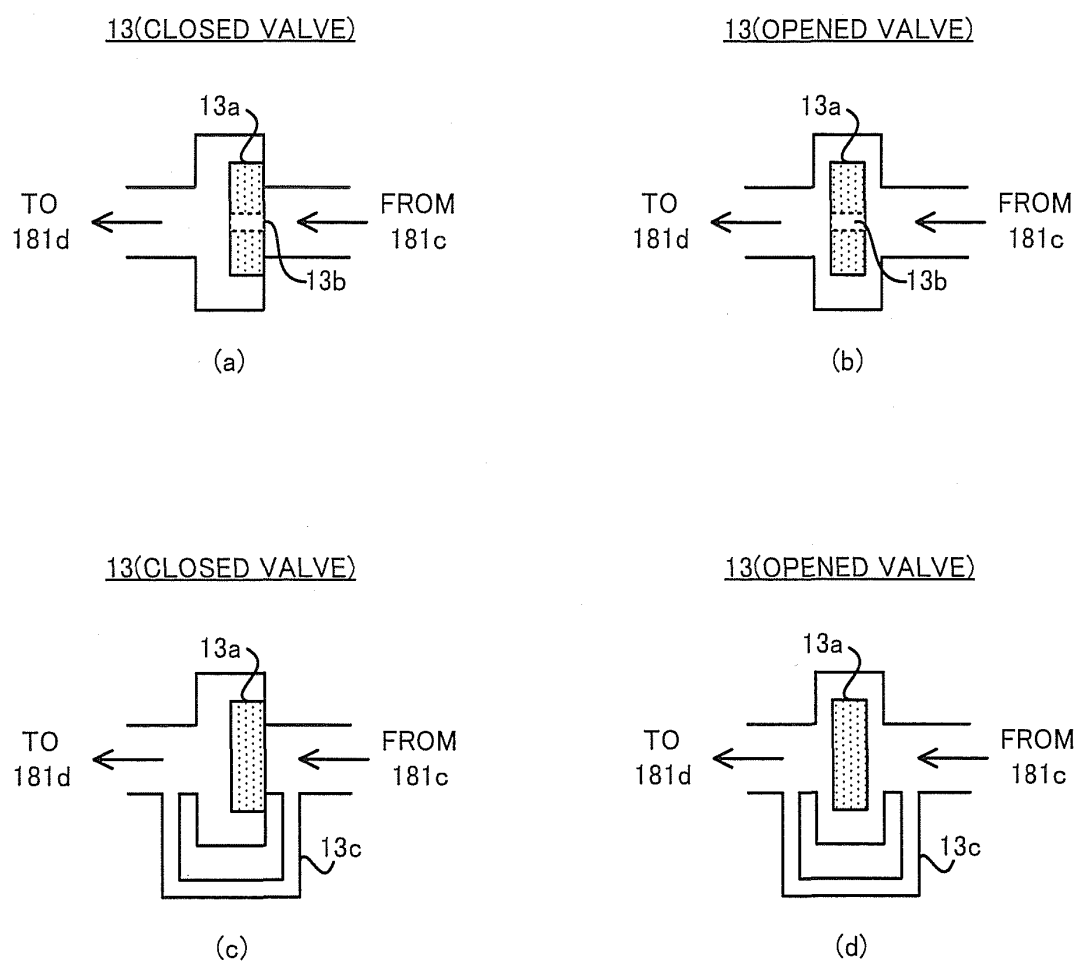 13(CLOSED VALVE)
13a
TO
181d
FROM
181c
13b
(a)
13(OPENED VALVE)
13a
TO
181d
FROM
181c
13b
(b)
13(CLOSED VALVE)
13a
TO
181d
FROM
181c
13c
(c)
13(OPENED VALVE)
13a
TO
181d
FROM
181c
13c
(d)